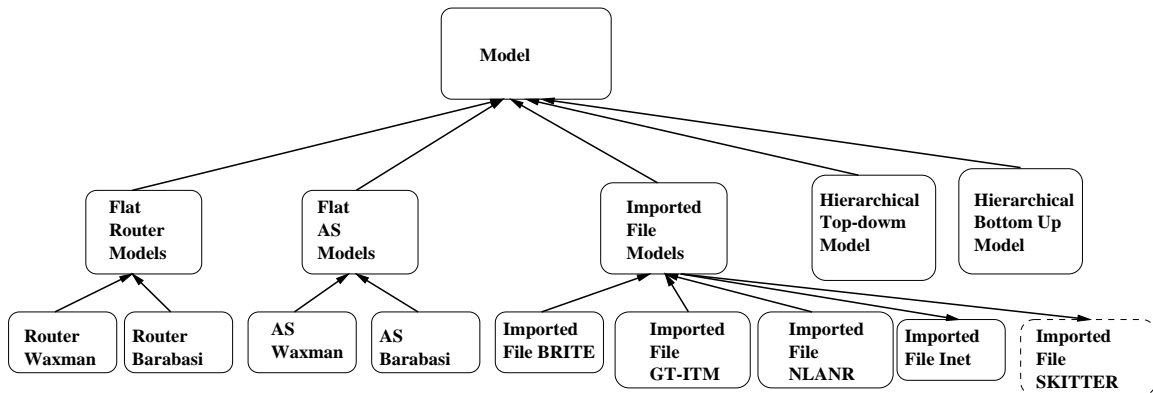 Model
Flat
Router
Models
Flat
AS
Models
Imported
File
Models
Hierarchical
Top-dowm
Model
Hierarchical
Bottom Up
Model
Router
Waxman
Router
Barabasi
AS
Waxman
AS
Barabasi
Imported
File BRITE
Imported
File
GT-ITM
Imported
File
NLANR
Imported
File Inet
Imported
File
SKITTER